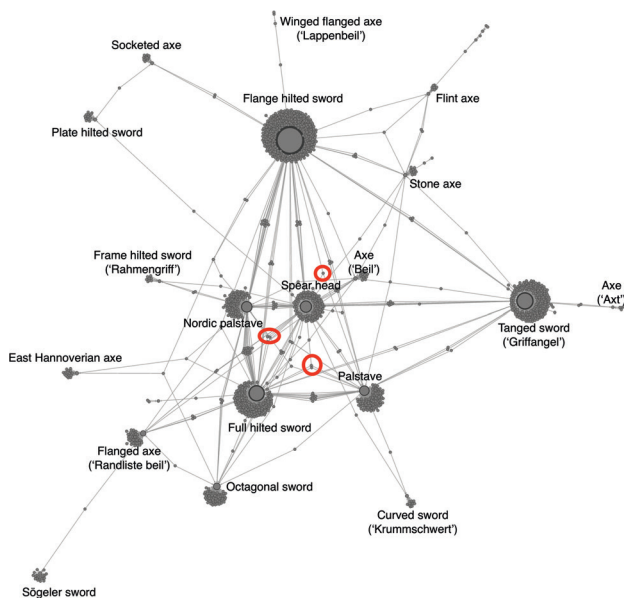 Winged flanged axe
('Lappenbeil')
Socketed axe
Flange hilted sword
Flint axe
Plate hilted sword
Stone axe
Frame hilted sword
('Rahmengriff')
Axe
('Beil')
Spear head
Axe
('Axt")
Nordic palstave
Tanged sword
('Griffangel')
East Hannoverian axe
Palstave
Full hilted sword
Flanged axe
('Randliste beil')
Octagonal sword
Curved sword
('Krummschwert')
Sögeler sword